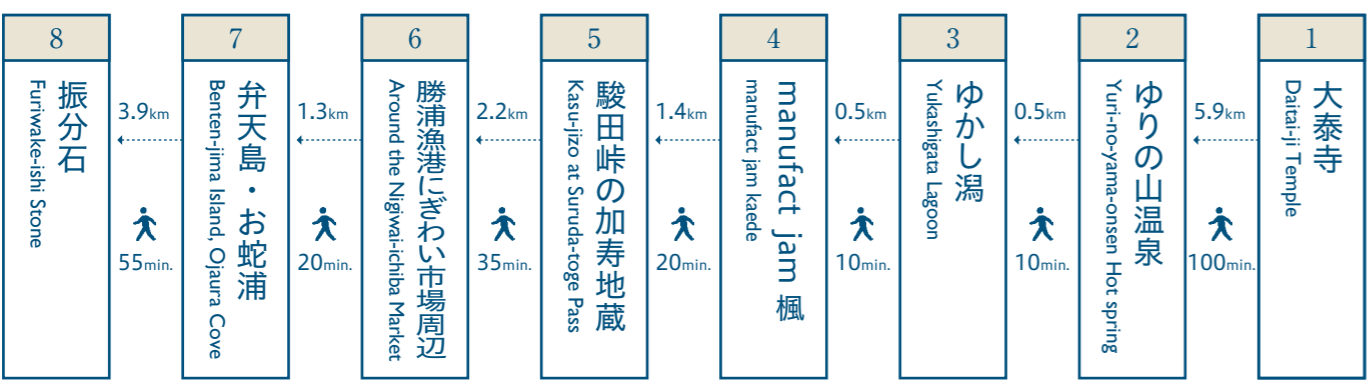 1
大泰寺
Daitai-ji Temple
5.9km
100min.
2
ゆりの山温泉
Yuri-no-yama-onsen Hot spring
0.5km
10min.
3
ゆかし潟
Yukashigata Lagoon
0.5km
10min.
4
manufact jam 楓
manufact jam kaede
1.4km
20min.
5
駿田峠の加寿地蔵
Kasu-jizo at Suruda-toge Pass
2.2km
35min.
6
勝浦漁港にぎわい市場周辺
Around the Nigiwai-ichiba Market
1.3km
20min.
7
弁天島・お蛇浦
Benten-jima Island, Ojaura Cove
3.9km
55min.
8
振分石
Furiwake-ishi Stone